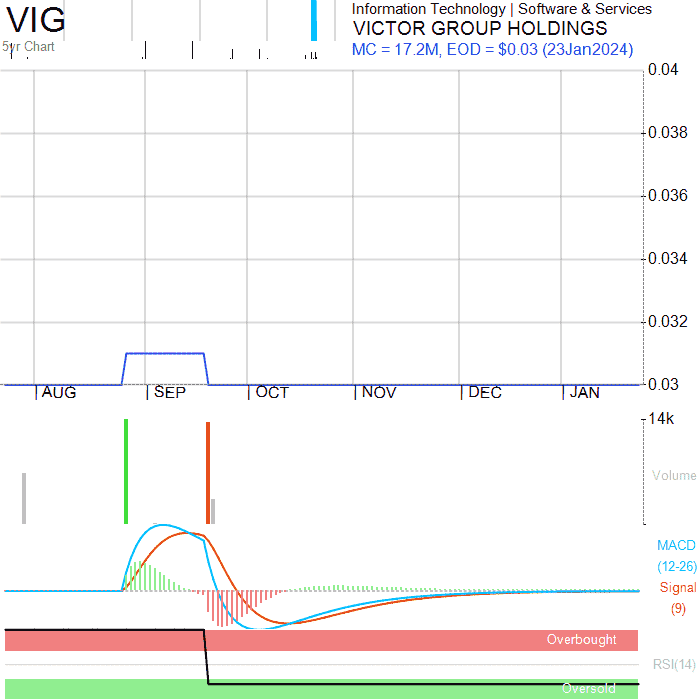 VIG
Information Technology | Software & Services
VICTOR GROUP HOLDINGS
5yr Chart
MC = 17.2M, EOD = $0.03 (23Jan2024)
0.04
0.038
0.036
0.034
0.032
0.03
AUG SEP OCT NOV DEC JAN
14k
Volume
MACD
(12-26)
Signal
(9)
Overbought
RSI(14)
Oversold